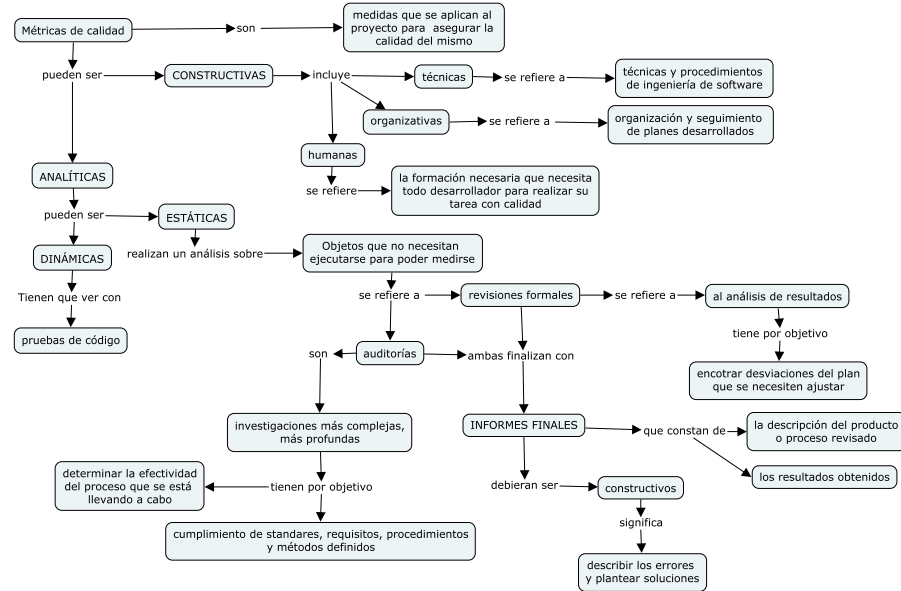 Métricas de calidad
son
medidas que se aplican al
proyecto para asegurar la
calidad del mismo
pueden ser
CONSTRUCTIVAS
incluye
técnicas
se refiere a
técnicas y procedimientos
de ingeniería de software
organizativas
se refiere a
organización y seguimiento
de planes desarrollados
humanas
se refiere
la formación necesaria que necesita
todo desarrollador para realizar su
tarea con calidad
ANALÍTICAS
pueden ser
ESTÁTICAS
realizan un análisis sobre
Objetos que no necesitan
ejecutarse para poder medirse
DINÁMICAS
Tienen que ver con
pruebas de código
se refiere a
revisiones formales
se refiere a
al análisis de resultados
tiene por objetivo
encotrar desviaciones del plan
que se necesiten ajustar
son
auditorías
ambas finalizan con
investigaciones más complejas,
más profundas
INFORMES FINALES
que constan de
la descripción del producto
o proceso revisado
los resultados obtenidos
determinar la efectividad
del proceso que se está
llevando a cabo
tienen por objetivo
cumplimiento de standares, requisitos, procedimientos
y métodos definidos
debieran ser
constructivos
significa
describir los errores
y plantear soluciones